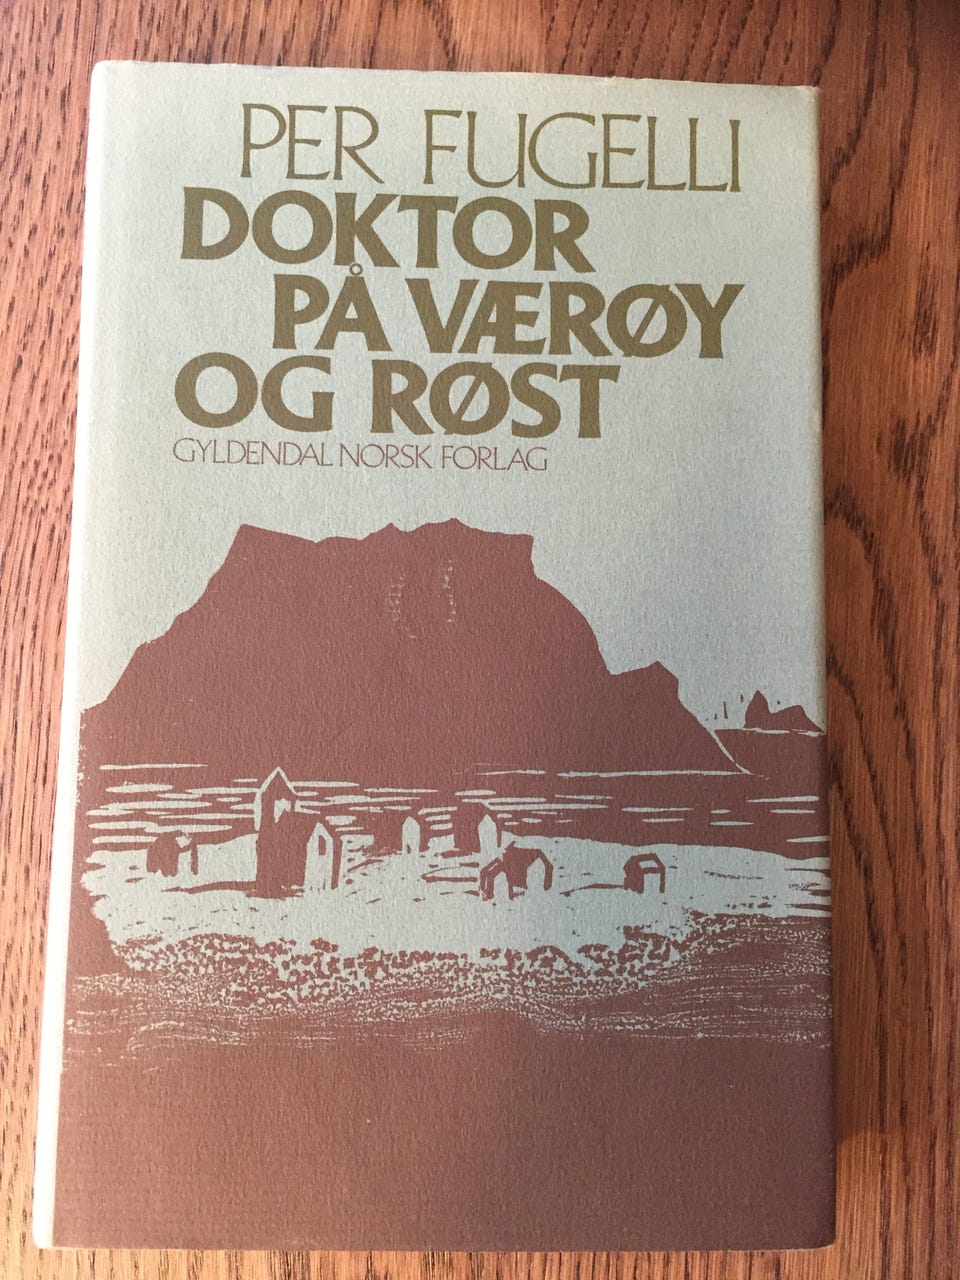 PER FUGELLI
DOKTOR
PÅ VÆRØY
OG RØST
GYLDENDAL NORSK FORLAG